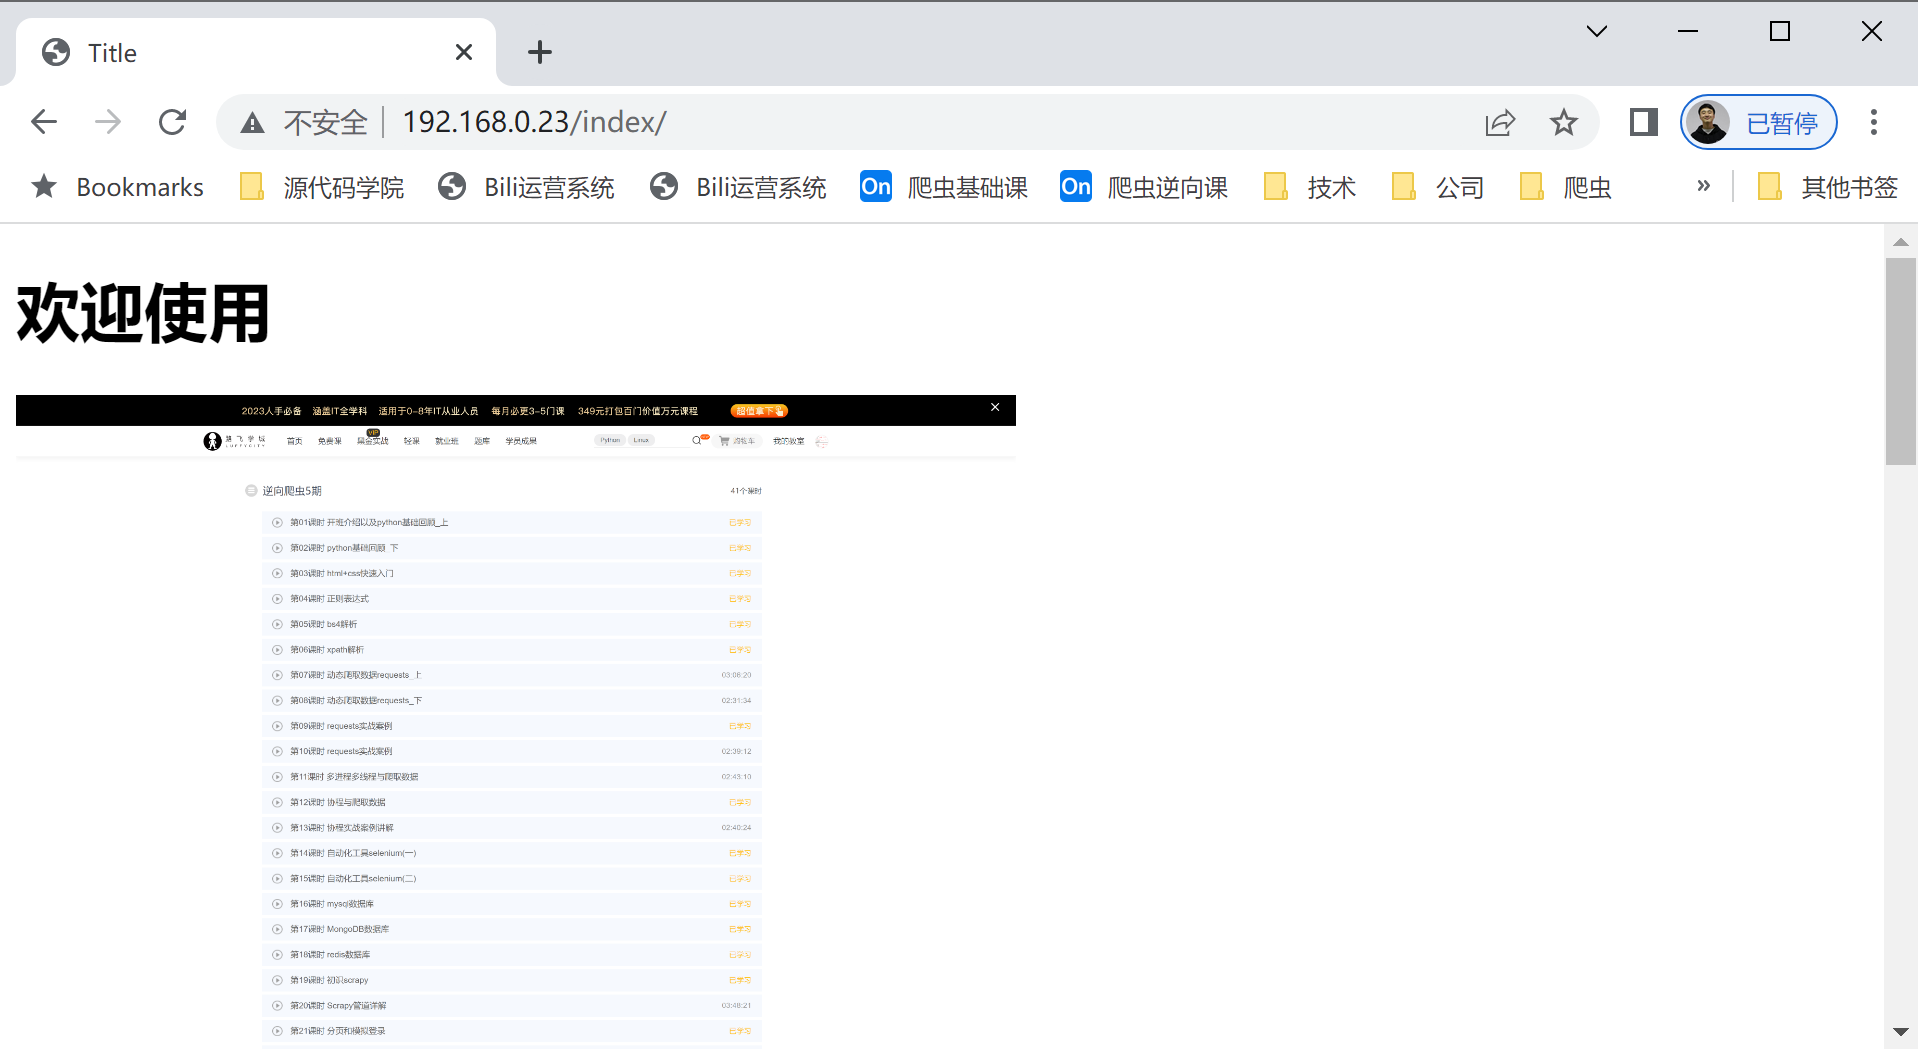 Title
不安全 192.168.0.23/index/ 已暂停
Bookmarks 源代码学院 Bili运营系统 Bili运营系统 On 爬虫基础课 On 爬虫逆向课 技术 公司 爬虫 » 其他书签
欢迎使用
2023人手必备 涵盖IT全学科 适用于0-8年IT从业人员 每月必更3-5门课 349元打包百门价值万元课程 超值拿下
路飞学城 首页 免费课 黑金实战 VIP 轻课 就业班 题库 学员成果 Python Linux 购物车 我的教室
逆向爬虫5期 41个课时
第01课时 开班介绍以及python基础回顾_上 已学习
第02课时 python基础回顾_下 已学习
第03课时 html+css快速入门 已学习
第04课时 正则表达式 已学习
第05课时 bs4解析 已学习
第06课时 xpath解析 已学习
第07课时 动态爬取数据requests_上 03:06:20
第08课时 动态爬取数据requests_下 02:31:34
第09课时 requests实战案例 已学习
第10课时 requests实战案例 02:39:12
第11课时 多进程多线程与爬取数据 02:43:10
第12课时 协程与爬取数据 已学习
第13课时 协程实战案例讲解 02:40:24
第14课时 自动化工具selenium(一) 已学习
第15课时 自动化工具selenium(二) 已学习
第16课时 mysql数据库 已学习
第17课时 MongoDB数据库 已学习
第18课时 redis数据库 已学习
第19课时 初识scrapy 已学习
第20课时 Scrapy管道详解 03:48:21
第21课时 分页和模拟登录 已学习